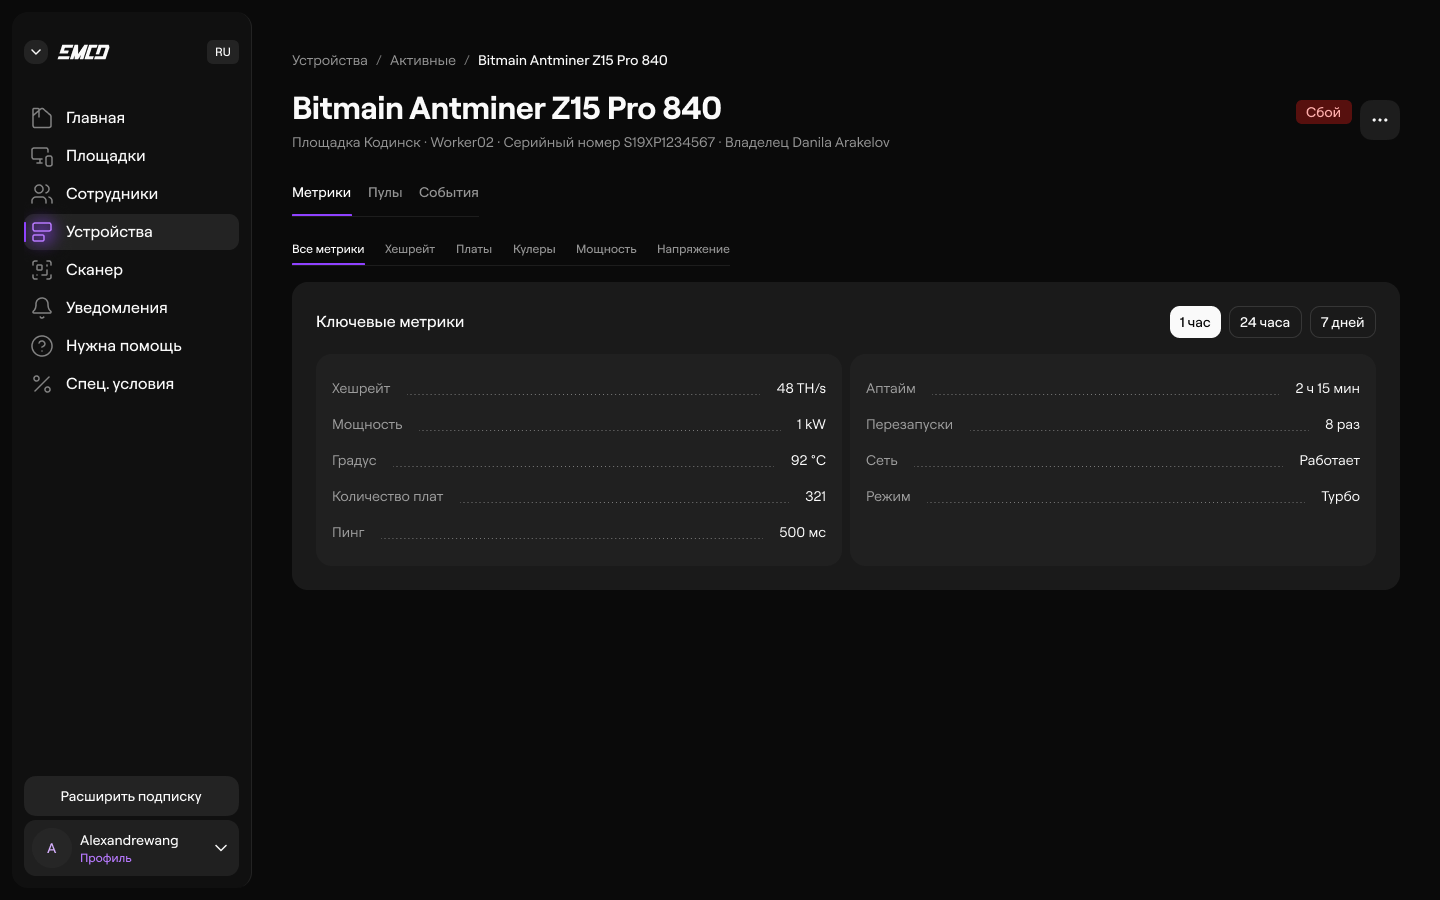 EMCD
RU
Главная
Площадки
Сотрудники
Устройства
Сканер
Уведомления
Нужна помощь
Спец. условия
Расширить подписку
A
Alexandrewang
Профиль
Устройства / Активные / Bitmain Antminer Z15 Pro 840
Bitmain Antminer Z15 Pro 840
Сбой
Площадка Кодинск · Worker02 · Серийный номер S19XP1234567 · Владелец Danila Arakelov
Метрики Пулы События
Все метрики Хешрейт Платы Кулеры Мощность Напряжение
Ключевые метрики
1 час 24 часа 7 дней
Хешрейт 48 TH/s
Мощность 1 kW
Градус 92 °C
Количество плат 321
Пинг 500 мс
Аптайм 2 ч 15 мин
Перезапуски 8 раз
Сеть Работает
Режим Турбо